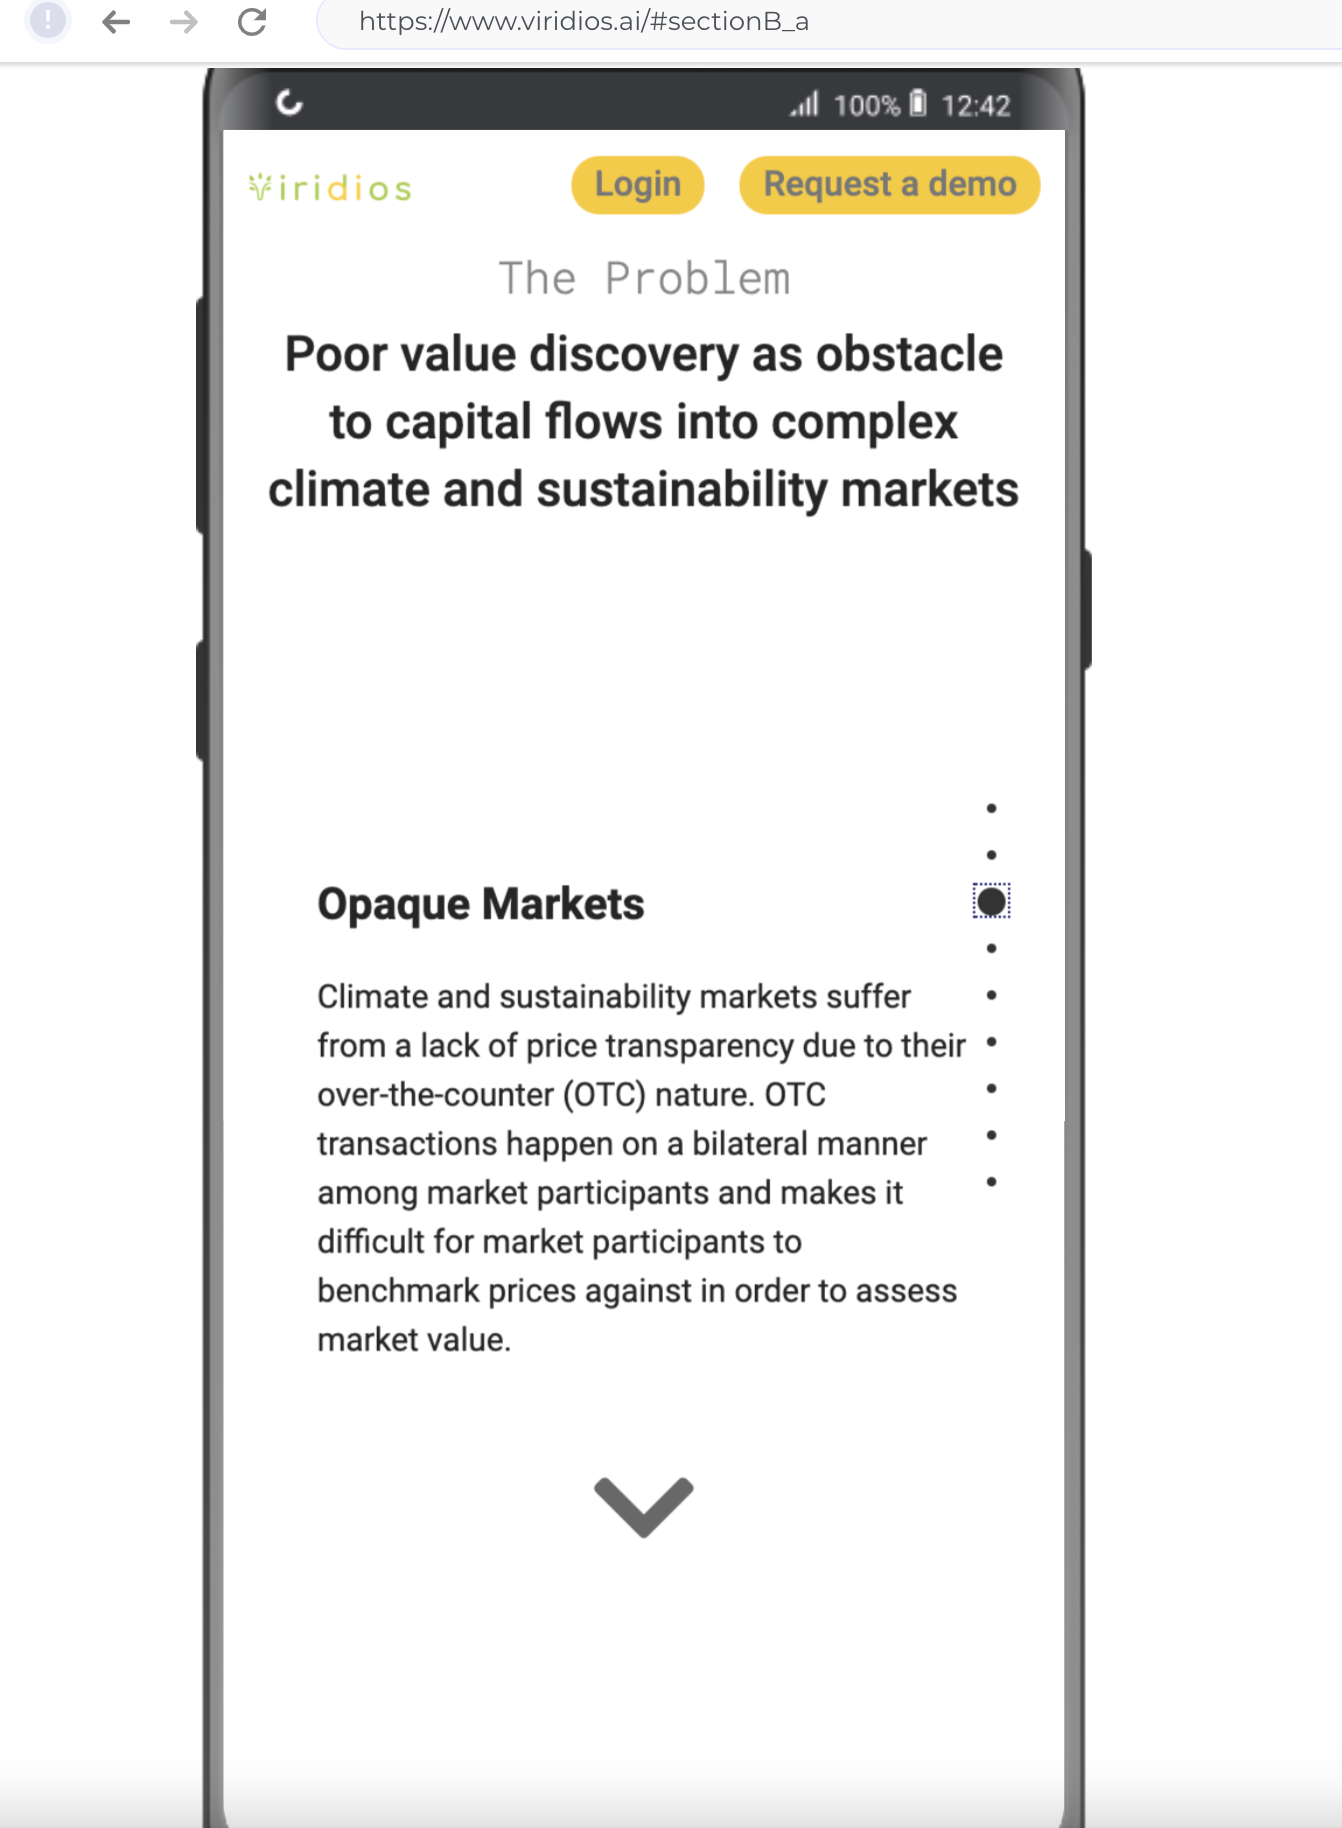 https://www.viridios.ai/#sectionB_a
100% 12:42
Viridios
Login
Request a demo
The Problem
Poor value discovery as obstacle
to capital flows into complex
climate and sustainability markets
Opaque Markets
Climate and sustainability markets suffer
from a lack of price transparency due to their
over-the-counter (OTC) nature. OTC
transactions happen on a bilateral manner
among market participants and makes it
difficult for market participants to
benchmark prices against in order to assess
market value.